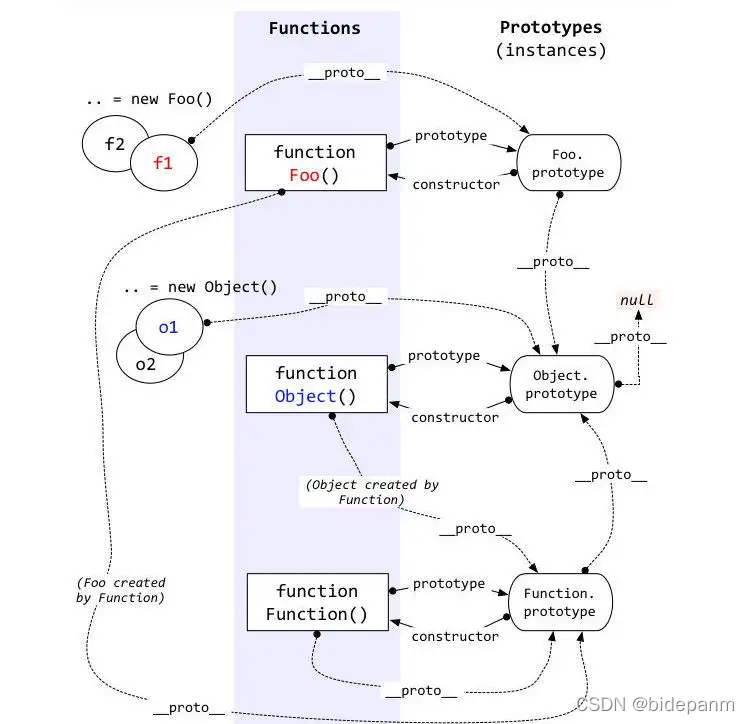 Functions
Prototypes
(instances)
__proto__
.. = new Foo()
f2
f1
function
Foo()
prototype
constructor
Foo.
prototype
__proto__
.. = new Object()
__proto__
null
__proto__
o1
o2
function
Object()
prototype
constructor
Object.
prototype
(Object created by
Function)
__proto__
__proto__
(Foo created
by Function)
function
Function()
prototype
constructor
Function.
prototype
__proto__
__proto__
CSDN @bidepanm